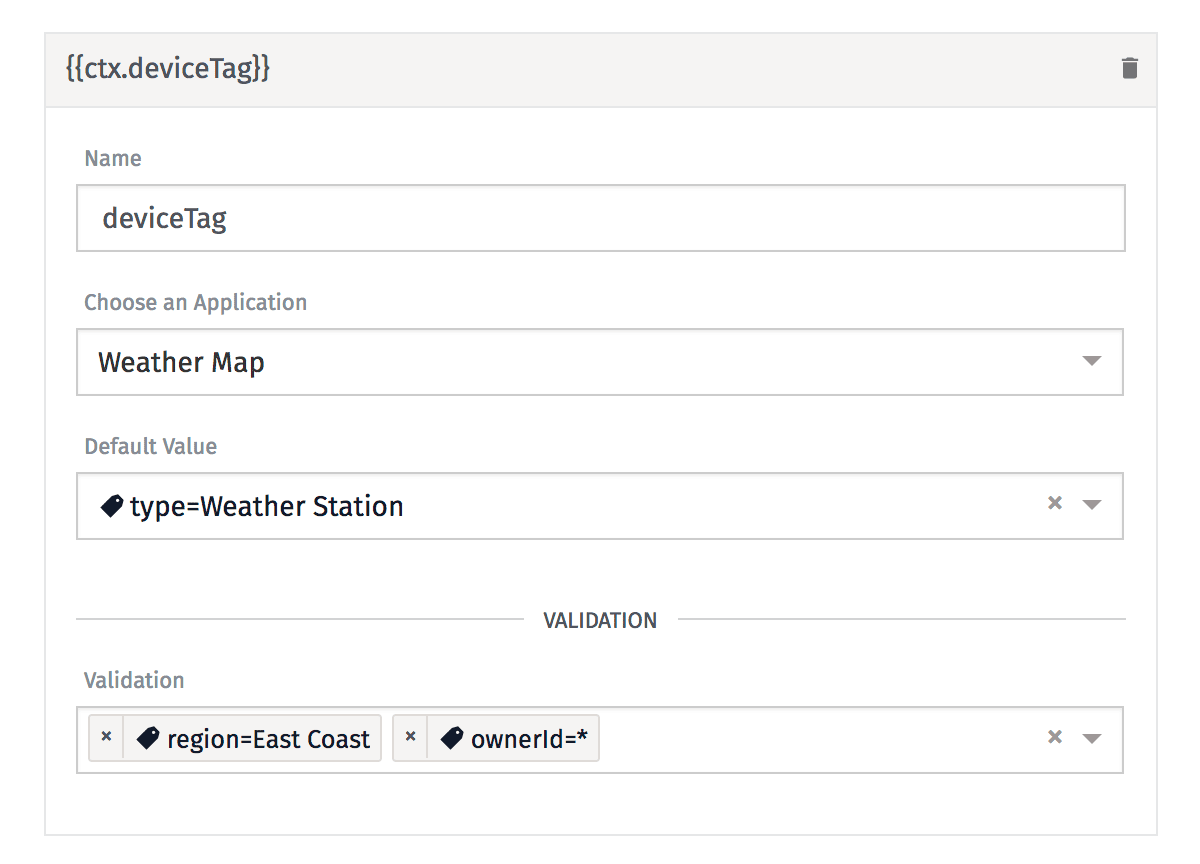 {{ctx.deviceTag}}
Name
deviceTag
Choose an Application
Weather Map
Default Value
type=Weather Station
VALIDATION
Validation
× region=East Coast × ownerId=*